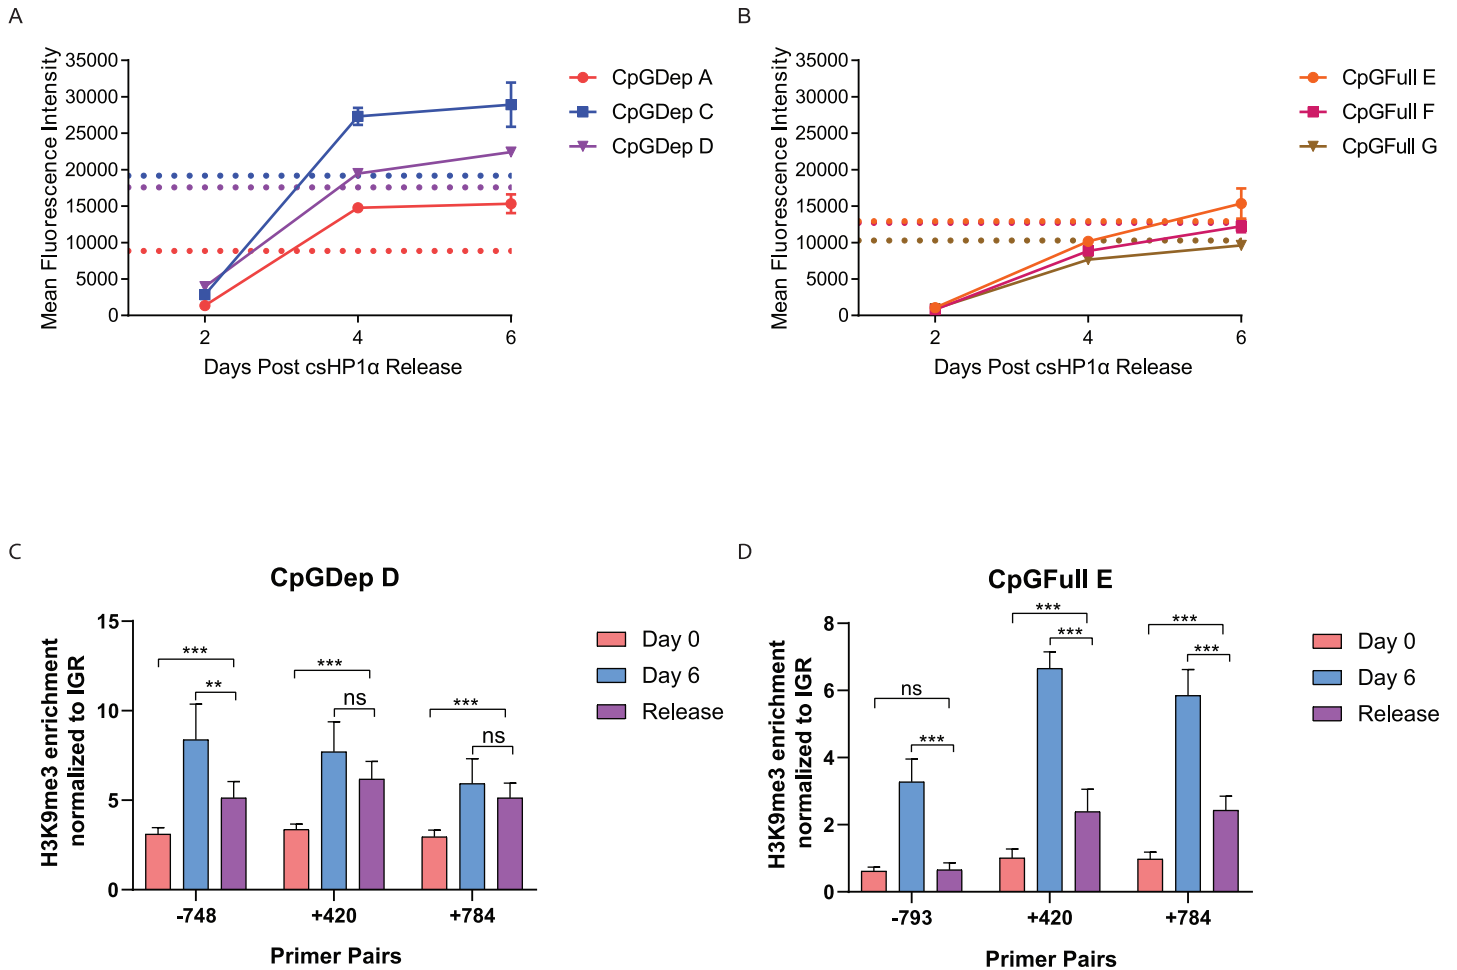 A
Mean Fluorescence Intensity
35000
30000
25000
20000
15000
10000
5000
0
2
4
6
Days Post csHP1α Release
CpGDep A
CpGDep C
CpGDep D
B
Mean Fluorescence Intensity
35000
30000
25000
20000
15000
10000
5000
0
2
4
6
Days Post csHP1α Release
CpGFull E
CpGFull F
CpGFull G
C
CpGDep D
H3K9me3 enrichment
normalized to IGR
15
10
5
0
***
**
***
ns
***
ns
-748
+420
+784
Primer Pairs
Day 0
Day 6
Release
D
CpGFull E
H3K9me3 enrichment
normalized to IGR
8
6
4
2
0
ns
***
***
***
***
***
-793
+420
+784
Primer Pairs
Day 0
Day 6
Release